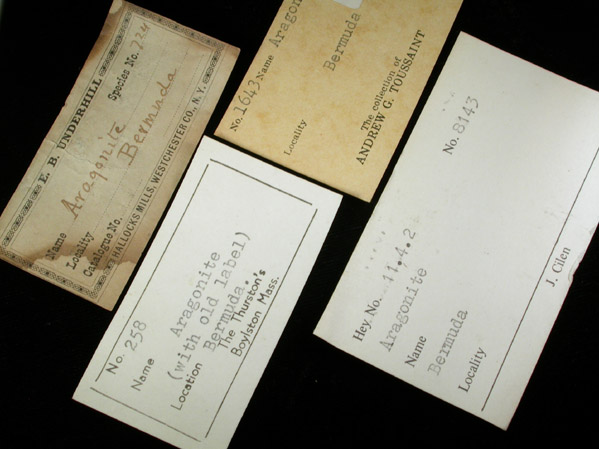 E. B. UNDERHILL
Name Aragonite Species No. 224
Locality Bermuda
Catalogue No.
HALLOCKS MILLS, WESTCHESTER CO., N. Y.
No. 1643 Name Aragon
Bermuda
Locality
The collection of
ANDREW G. TOUSSAINT
No. 258
Aragonite
Name
(with old label)
Location Bermuda.
The Thurston's
Boylston Mass.
No. 8143
Hey. No. 11.4.2
Aragonite
Name
Bermuda
Locality
J. Cilen